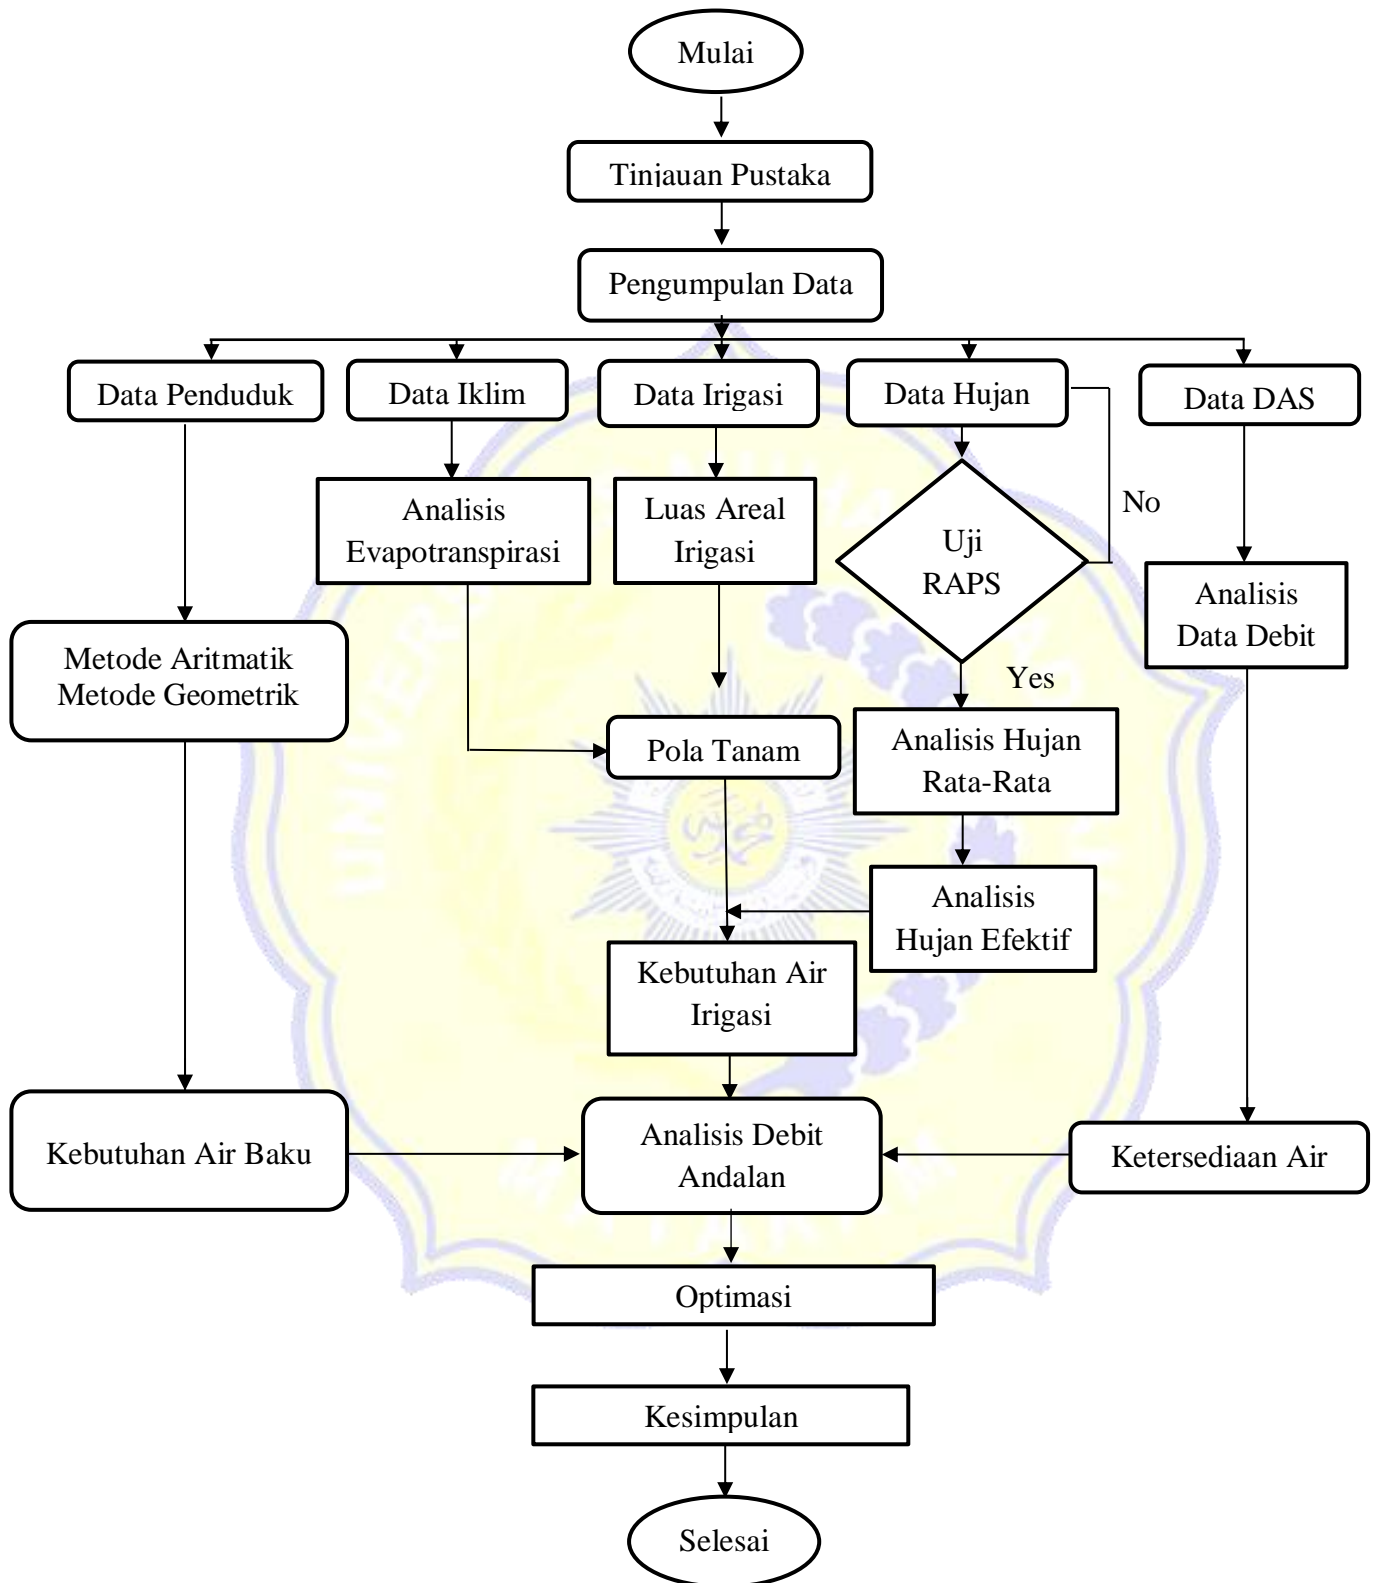 Mulai
Tinjauan Pustaka
Pengumpulan Data
Data Penduduk
Data Iklim
Data Irigasi
Data Hujan
Data DAS
Analisis
Evapotranspirasi
Luas Areal
Irigasi
Uji
RAPS
No
Analisis
Data Debit
Metode Aritmatik
Metode Geometrik
Yes
Pola Tanam
Analisis Hujan
Rata-Rata
Analisis
Hujan Efektif
Kebutuhan Air
Irigasi
Kebutuhan Air Baku
Analisis Debit
Andalan
Ketersediaan Air
Optimasi
Kesimpulan
Selesai